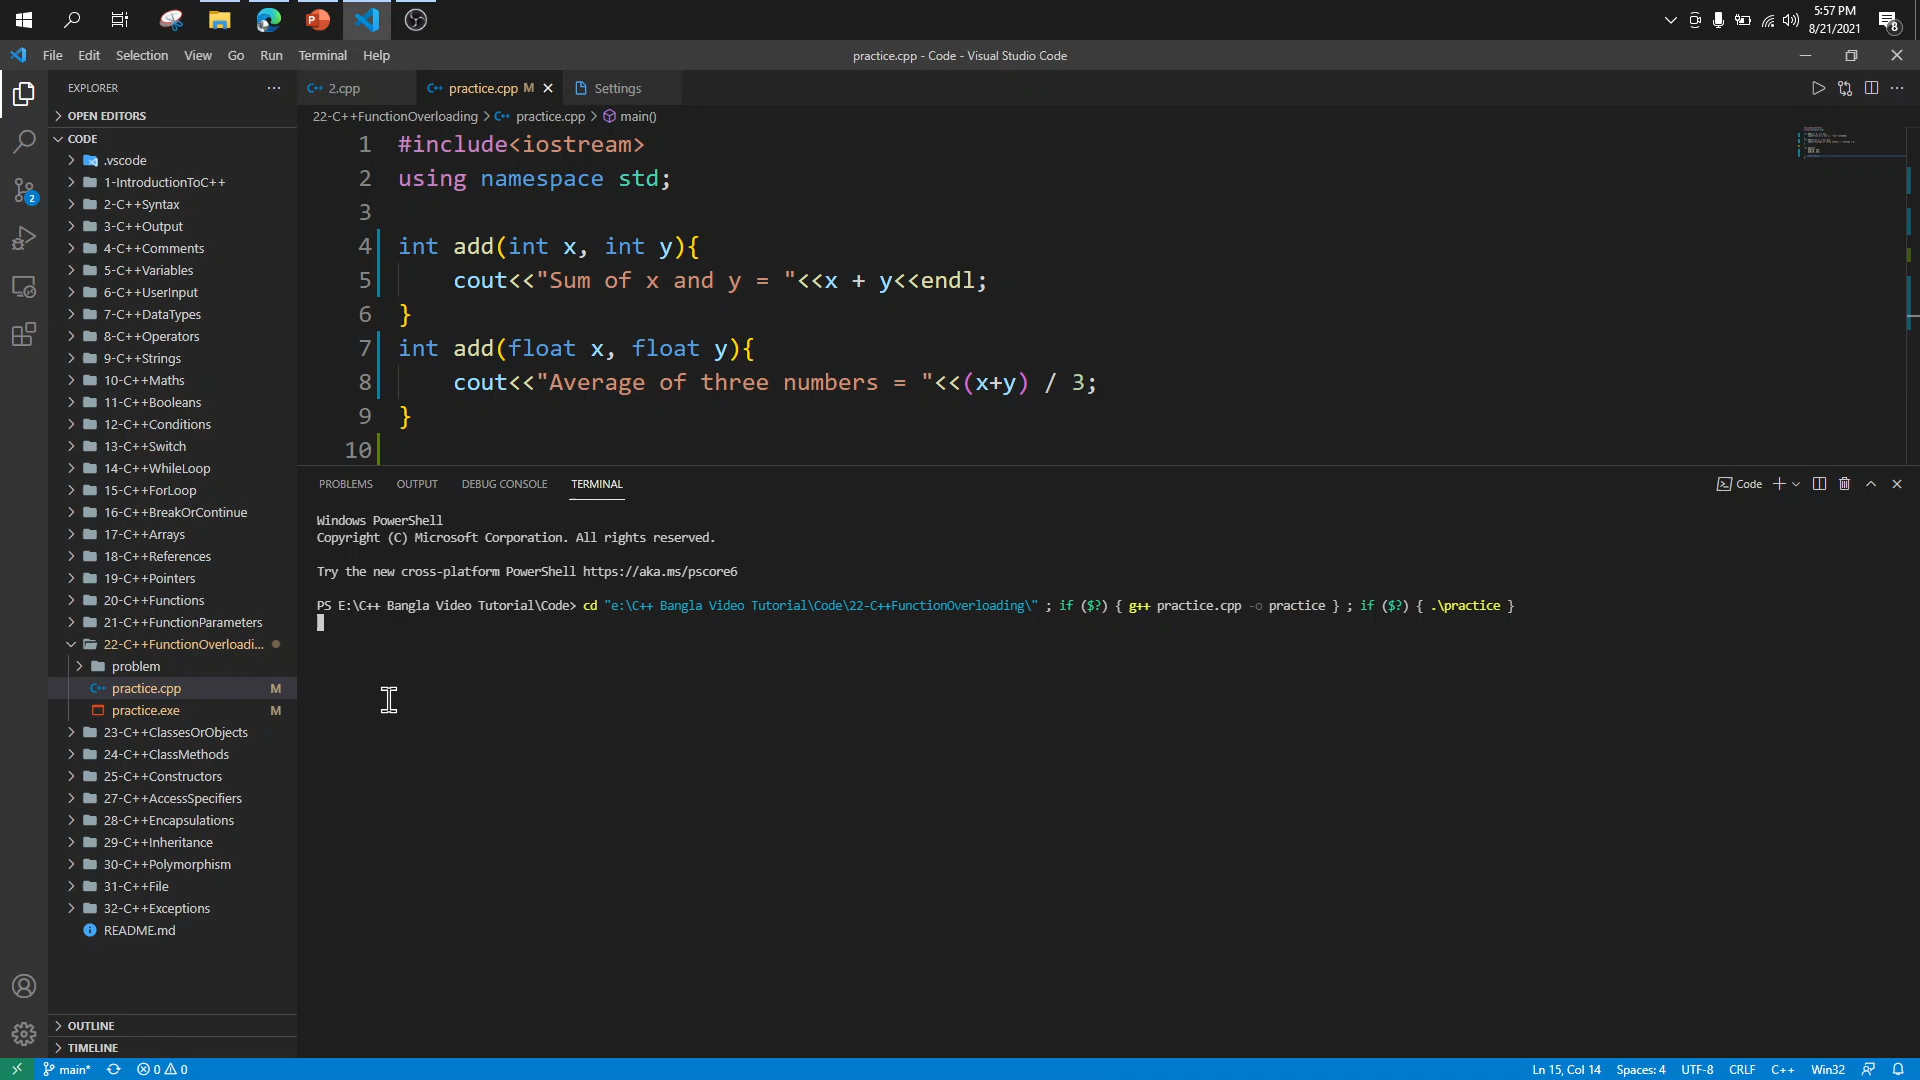 5:57 PM
8/21/2021
8
File Edit Selection View Go Run Terminal Help
practice.cpp - Code - Visual Studio Code
EXPLORER
2.cpp
practice.cpp M
Settings
OPEN EDITORS
22-C++FunctionOverloading > practice.cpp > main()
CODE
.vscode
1-IntroductionToC++
2-C++Syntax
3-C++Output
4-C++Comments
5-C++Variables
6-C++UserInput
7-C++DataTypes
8-C++Operators
9-C++Strings
10-C++Maths
11-C++Booleans
12-C++Conditions
13-C++Switch
14-C++WhileLoop
15-C++ForLoop
16-C++BreakOrContinue
17-C++Arrays
18-C++References
19-C++Pointers
20-C++Functions
21-C++FunctionParameters
22-C++FunctionOverloadi...
problem
practice.cpp M
practice.exe M
23-C++ClassesOrObjects
24-C++ClassMethods
25-C++Constructors
27-C++AccessSpecifiers
28-C++Encapsulations
29-C++Inheritance
30-C++Polymorphism
31-C++File
32-C++Exceptions
README.md
OUTLINE
TIMELINE
2
1 #include<iostream>
2 using namespace std;
3
4 int add(int x, int y){
5 cout<<"Sum of x and y = "<<x + y<<endl;
6 }
7 int add(float x, float y){
8 cout<<"Average of three numbers = "<<(x+y) / 3;
9 }
10
PROBLEMS OUTPUT DEBUG CONSOLE TERMINAL
Code
Windows PowerShell
Copyright (C) Microsoft Corporation. All rights reserved.
Try the new cross-platform PowerShell https://aka.ms/pscore6
PS E:\C++ Bangla Video Tutorial\Code> cd "e:\C++ Bangla Video Tutorial\Code\22-C++FunctionOverloading\" ; if ($?) { g++ practice.cpp -o practice } ; if ($?) { .\practice }
main* 0 0
Ln 15, Col 14 Spaces: 4 UTF-8 CRLF C++ Win32